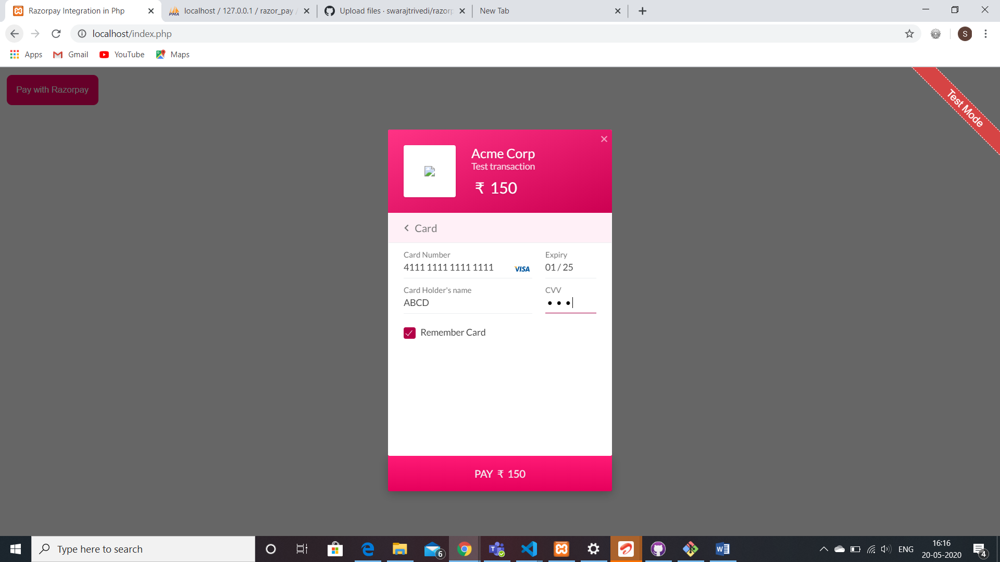 Razorpay Integration in Php
localhost / 127.0.0.1 / razor_pay /
Upload files · swarajtrivedi/razorp
New Tab
localhost/index.php
S
Apps
Gmail
YouTube
Maps
Pay with Razorpay
Test Mode
Acme Corp
Test transaction
₹ 150
Card
Card Number
4111 1111 1111 1111
VISA
Expiry
01 / 25
Card Holder's name
ABCD
CVV
Remember Card
PAY ₹ 150
Type here to search
6
ENG
16:16
20-05-2020
4